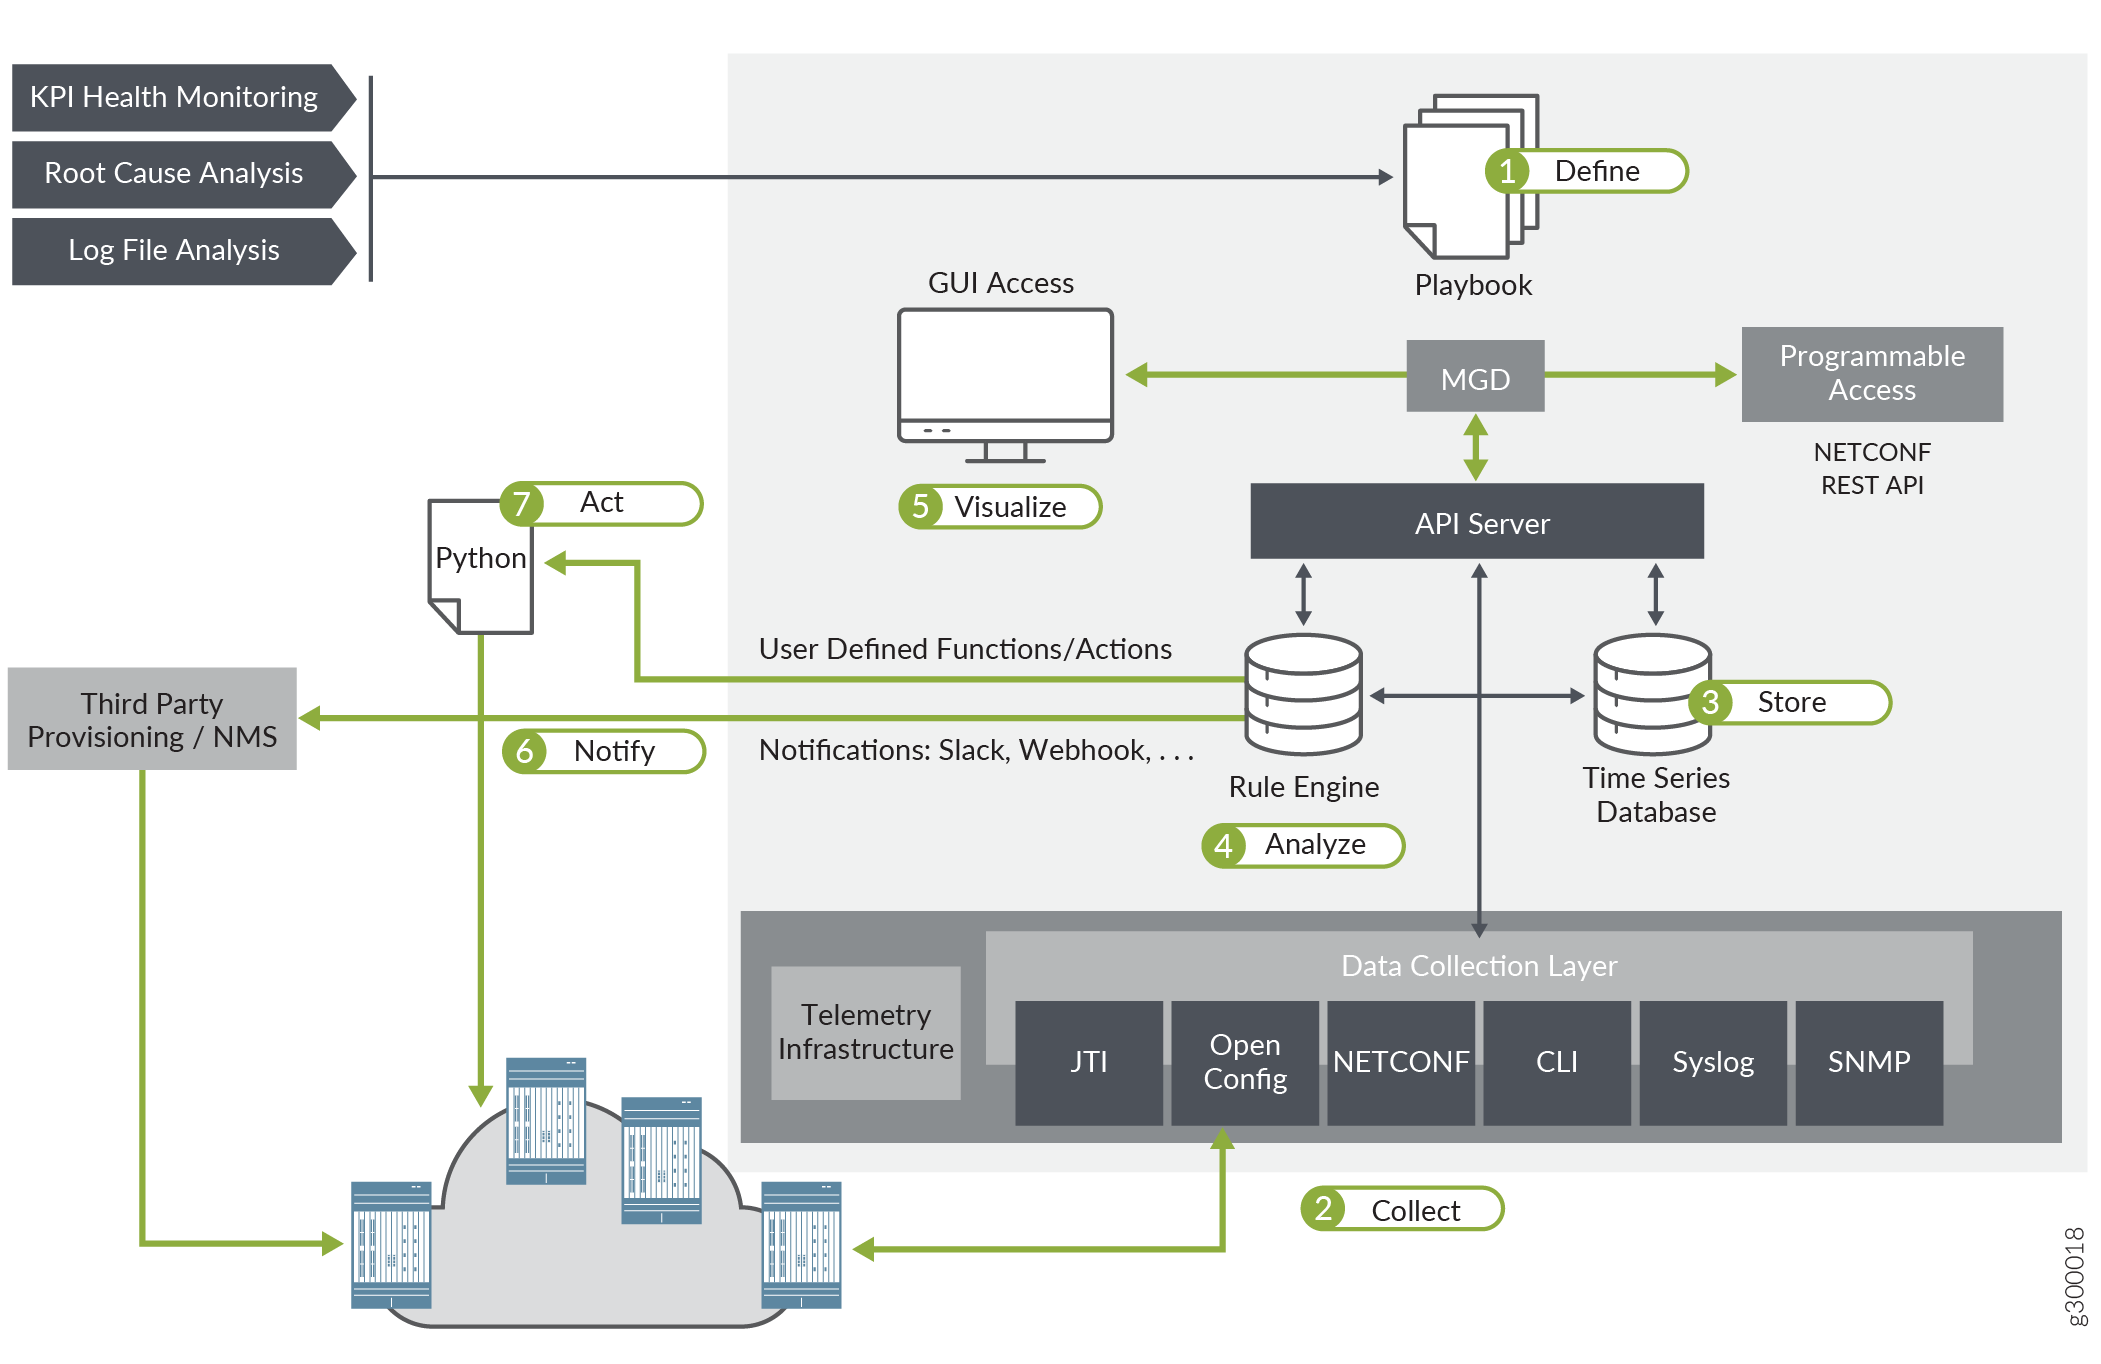 KPI Health Monitoring
Root Cause Analysis
Log File Analysis
1 Define
Playbook
GUI Access
MGD
Programmable
Access
NETCONF
REST API
5 Visualize
API Server
7 Act
Python
User Defined Functions/Actions
Third Party
Provisioning / NMS
6 Notify
Notifications: Slack, Webhook, . . .
3 Store
Rule Engine
Time Series
Database
4 Analyze
Data Collection Layer
Telemetry
Infrastructure
JTI
Open
Config
NETCONF
CLI
Syslog
SNMP
2 Collect
g300018